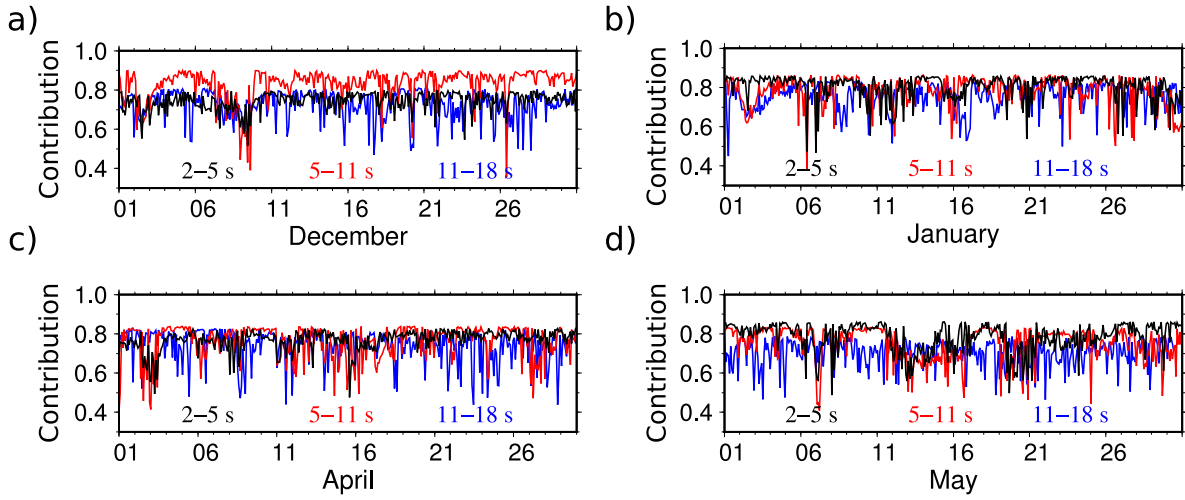 a)
Contribution
1.0
0.8
0.6
0.4
2–5 s 5–11 s 11–18 s
01 06 11 16 21 26
December
b)
Contribution
1.0
0.8
0.6
0.4
2–5 s 5–11 s 11–18 s
01 06 11 16 21 26
January
c)
Contribution
1.0
0.8
0.6
0.4
2–5 s 5–11 s 11–18 s
01 06 11 16 21 26
April
d)
Contribution
1.0
0.8
0.6
0.4
2–5 s 5–11 s 11–18 s
01 06 11 16 21 26
May